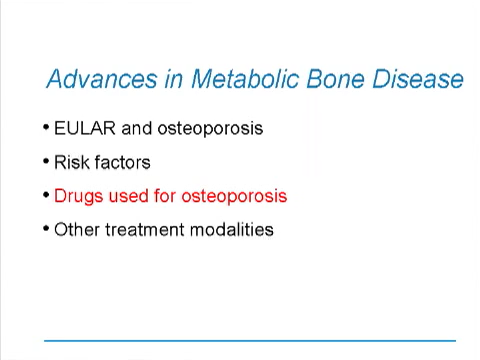 Advances in Metabolic Bone Disease
• EULAR and osteoporosis
• Risk factors
• Drugs used for osteoporosis
• Other treatment modalities